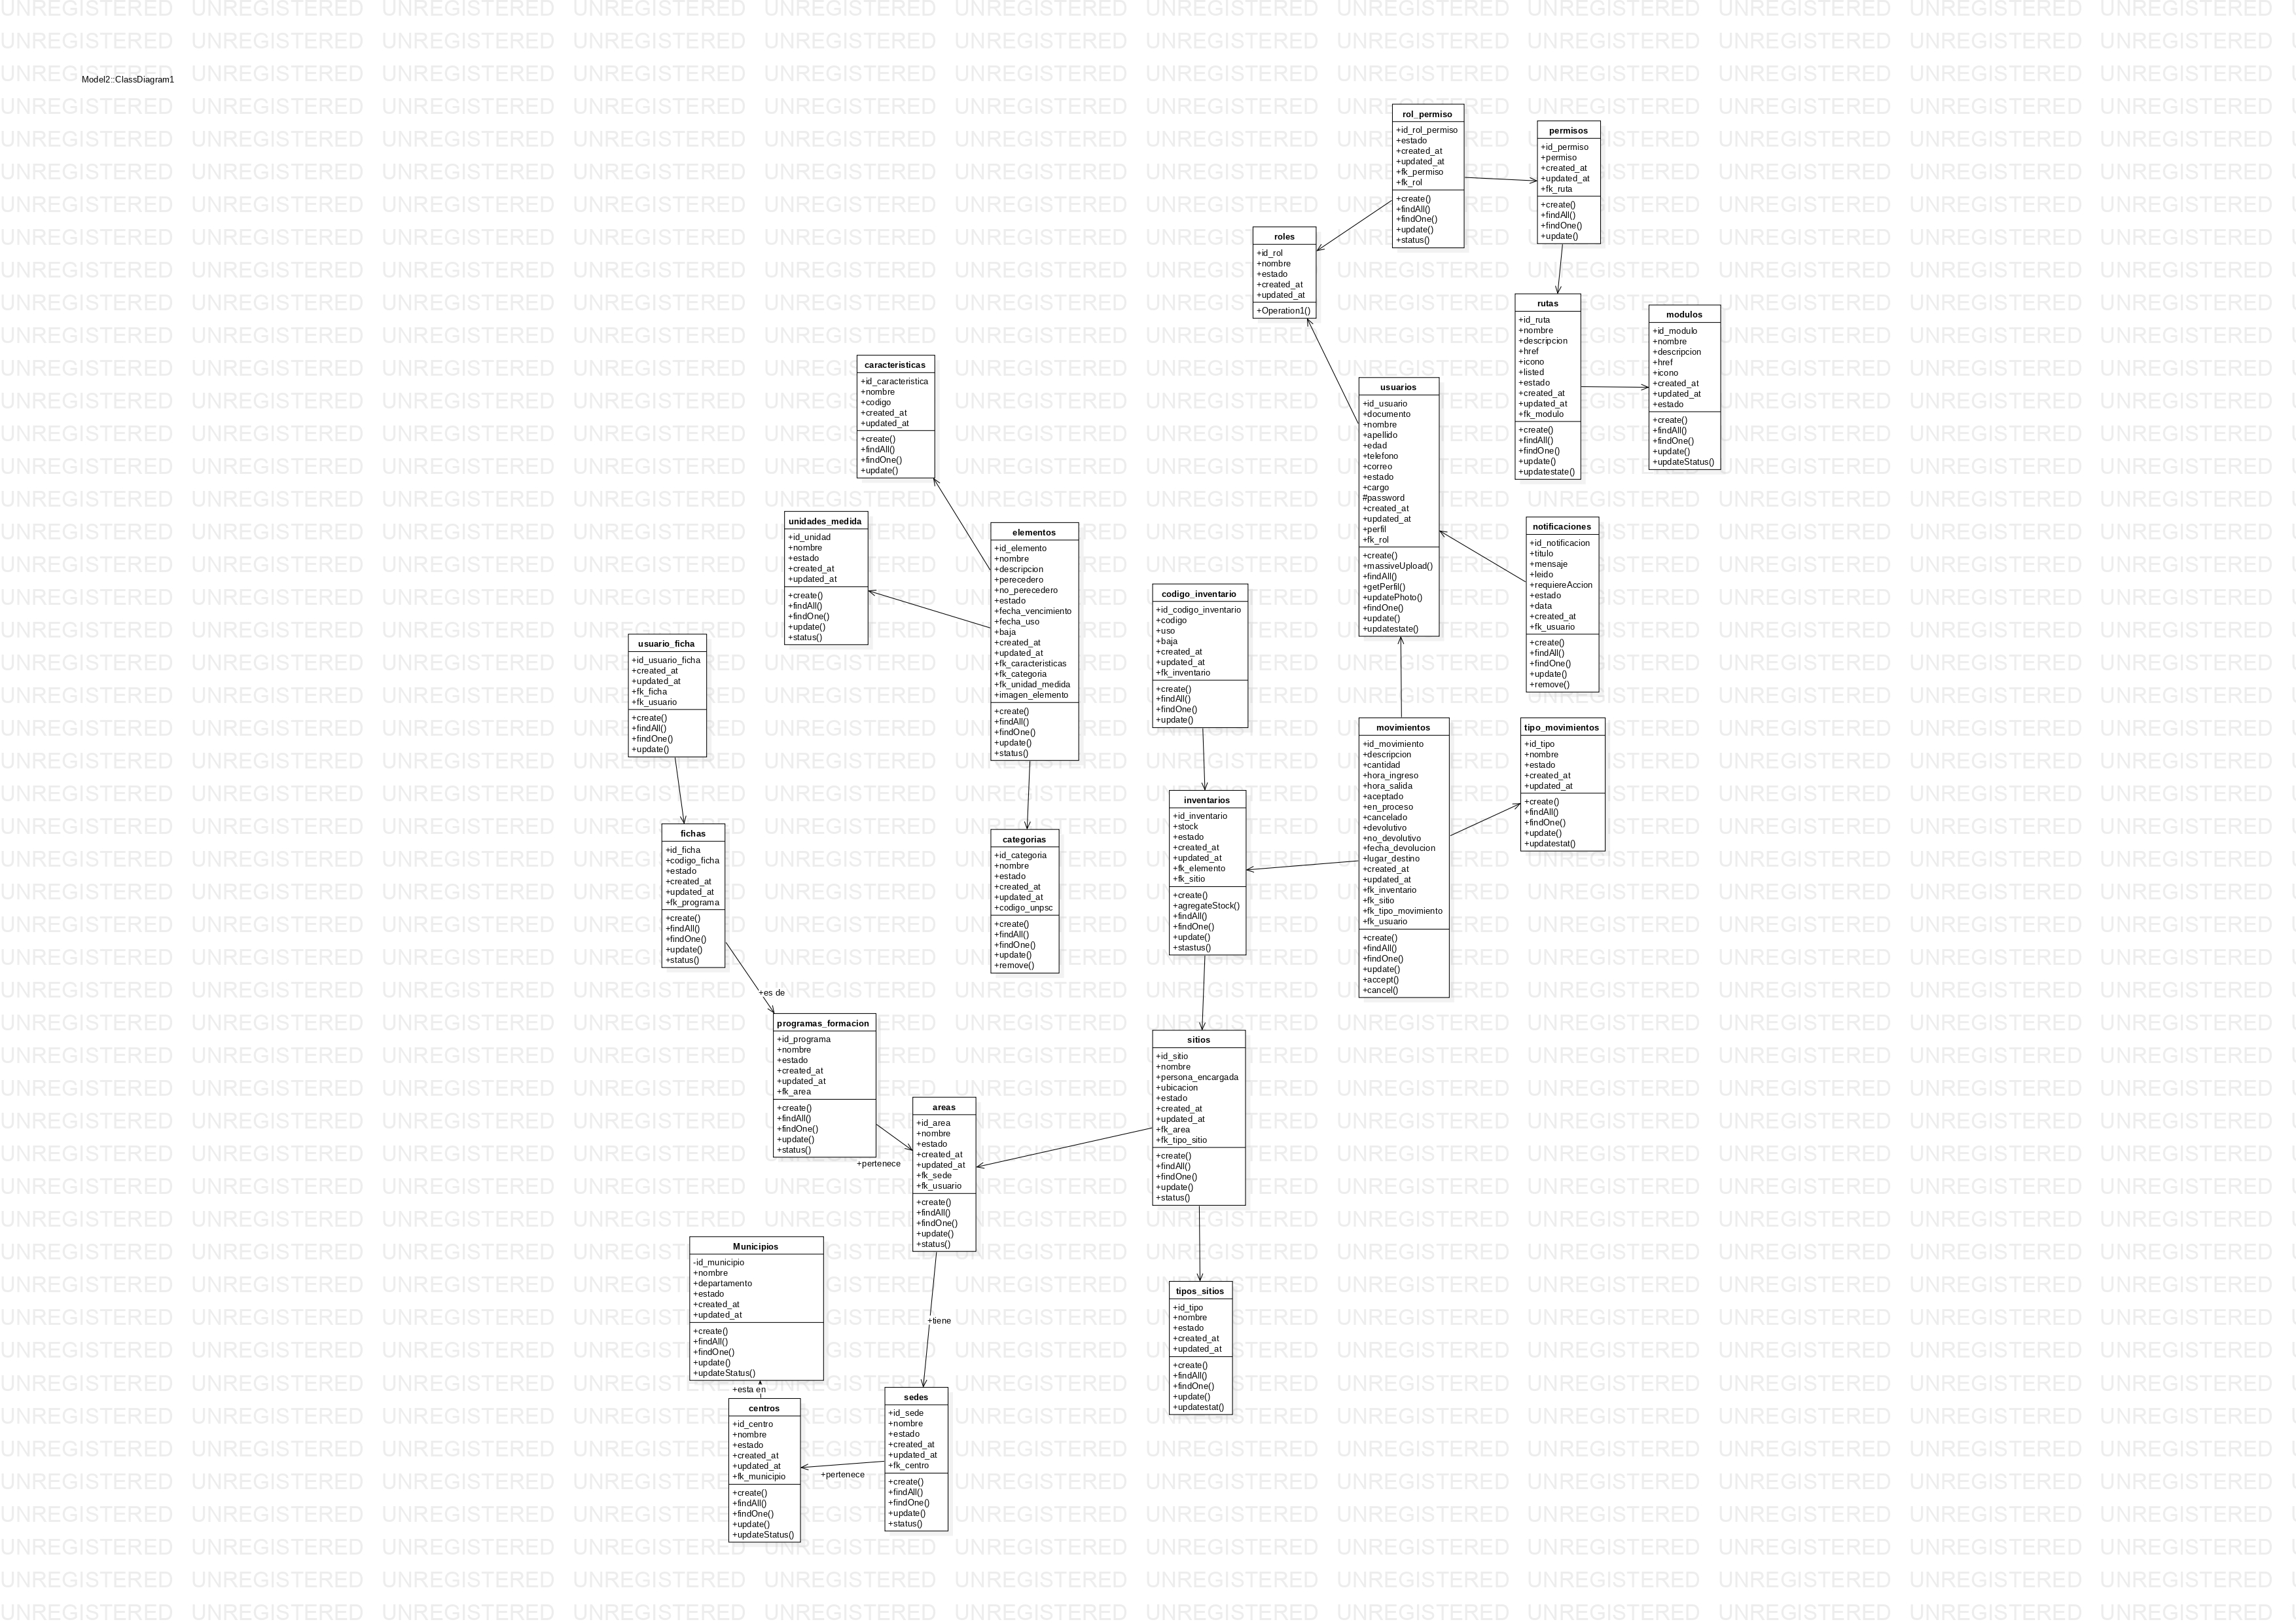 Model2::ClassDiagram1
rol_permiso
+id_rol_permiso
+estado
+created_at
+updated_at
+fk_permiso
+fk_rol
+create()
+findAll()
+findOne()
+update()
+status()
permisos
+id_permiso
+permiso
+created_at
+updated_at
+fk_ruta
+create()
+findAll()
+findOne()
+update()
roles
+id_rol
+nombre
+estado
+created_at
+updated_at
+Operation1()
rutas
+id_ruta
+nombre
+descripcion
+href
+icono
+listed
+estado
+created_at
+updated_at
+fk_modulo
+create()
+findAll()
+findOne()
+update()
+updatestate()
modulos
+id_modulo
+nombre
+descripcion
+href
+icono
+created_at
+updated_at
+estado
+create()
+findAll()
+findOne()
+update()
+updateStatus()
caracteristicas
+id_caracteristica
+nombre
+codigo
+created_at
+updated_at
+create()
+findAll()
+findOne()
+update()
usuarios
+id_usuario
+documento
+nombre
+apellido
+edad
+telefono
+correo
+estado
+cargo
#password
+created_at
+updated_at
+perfil
+fk_rol
+create()
+massiveUpload()
+findAll()
+getPerfil()
+updatePhoto()
+findOne()
+update()
+updatestate()
unidades_medida
+id_unidad
+nombre
+estado
+created_at
+updated_at
+create()
+findAll()
+findOne()
+update()
+status()
elementos
+id_elemento
+nombre
+descripcion
+perecedero
+no_perecedero
+estado
+fecha_vencimiento
+fecha_uso
+baja
+created_at
+updated_at
+fk_caracteristicas
+fk_categoria
+fk_unidad_medida
+imagen_elemento
+create()
+findAll()
+findOne()
+update()
+status()
notificaciones
+id_notificacion
+titulo
+mensaje
+leido
+requiereAccion
+estado
+data
+created_at
+fk_usuario
+create()
+findAll()
+findOne()
+update()
+remove()
codigo_inventario
+id_codigo_inventario
+codigo
+uso
+baja
+created_at
+updated_at
+fk_inventario
+create()
+findAll()
+findOne()
+update()
usuario_ficha
+id_usuario_ficha
+created_at
+updated_at
+fk_ficha
+fk_usuario
+create()
+findAll()
+findOne()
+update()
movimientos
+id_movimiento
+descripcion
+cantidad
+hora_ingreso
+hora_salida
+aceptado
+en_proceso
+cancelado
+devolutivo
+no_devolutivo
+fecha_devolucion
+lugar_destino
+created_at
+updated_at
+fk_inventario
+fk_sitio
+fk_tipo_movimiento
+fk_usuario
+create()
+findAll()
+findOne()
+update()
+accept()
+cancel()
tipo_movimientos
+id_tipo
+nombre
+estado
+created_at
+updated_at
+create()
+findAll()
+findOne()
+update()
+updatestat()
inventarios
+id_inventario
+stock
+estado
+created_at
+updated_at
+fk_elemento
+fk_sitio
+create()
+agregateStock()
+findAll()
+findOne()
+update()
+stastus()
fichas
+id_ficha
+codigo_ficha
+estado
+created_at
+updated_at
+fk_programa
+create()
+findAll()
+findOne()
+update()
+status()
categorias
+id_categoria
+nombre
+estado
+created_at
+updated_at
+codigo_unpsc
+create()
+findAll()
+findOne()
+update()
+remove()
+es de
programas_formacion
+id_programa
+nombre
+estado
+created_at
+updated_at
+fk_area
+create()
+findAll()
+findOne()
+update()
+status()
+pertenece
sitios
+id_sitio
+nombre
+persona_encargada
+ubicacion
+estado
+created_at
+updated_at
+fk_area
+fk_tipo_sitio
+create()
+findAll()
+findOne()
+update()
+status()
areas
+id_area
+nombre
+estado
+created_at
+updated_at
+fk_sede
+fk_usuario
+create()
+findAll()
+findOne()
+update()
+status()
Municipios
-id_municipio
+nombre
+departamento
+estado
+created_at
+updated_at
+create()
+findAll()
+findOne()
+update()
+updateStatus()
+tiene
tipos_sitios
+id_tipo
+nombre
+estado
+created_at
+updated_at
+create()
+findAll()
+findOne()
+update()
+updatestat()
+esta en
centros
+id_centro
+nombre
+estado
+created_at
+updated_at
+fk_municipio
+create()
+findAll()
+findOne()
+update()
+updateStatus()
+pertenece
sedes
+id_sede
+nombre
+estado
+created_at
+updated_at
+fk_centro
+create()
+findAll()
+findOne()
+update()
+status()
UNREGISTERED